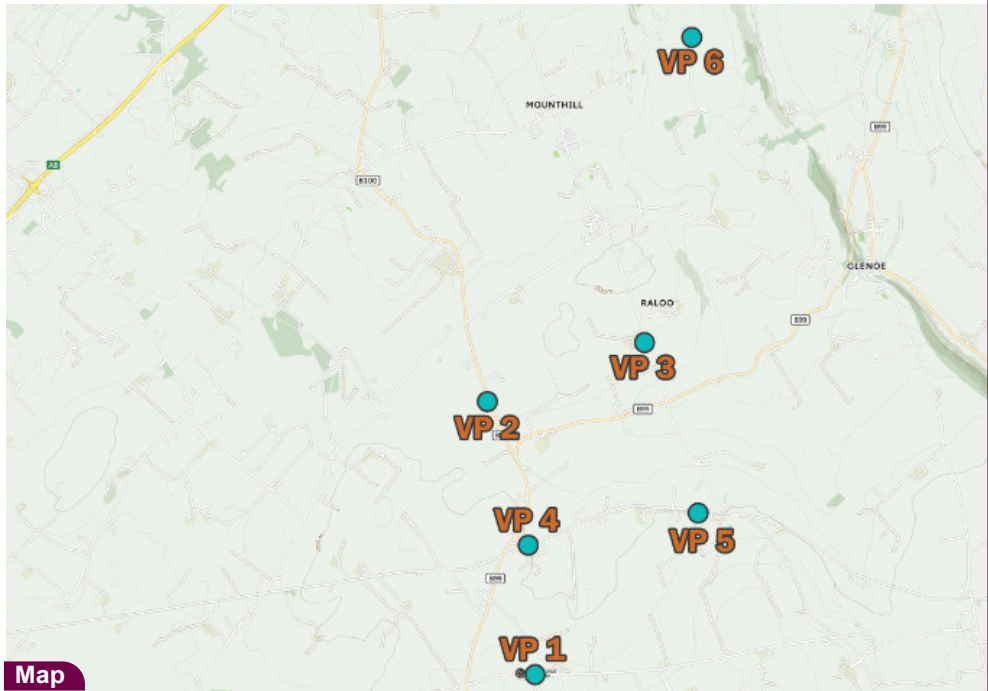 VP 6
MOUNTHILL
B99
A8
B100
GLENOE
RALOO
B99
VP 3
B99
VP 2
VP 4
VP 5
B99
VP 1
Map